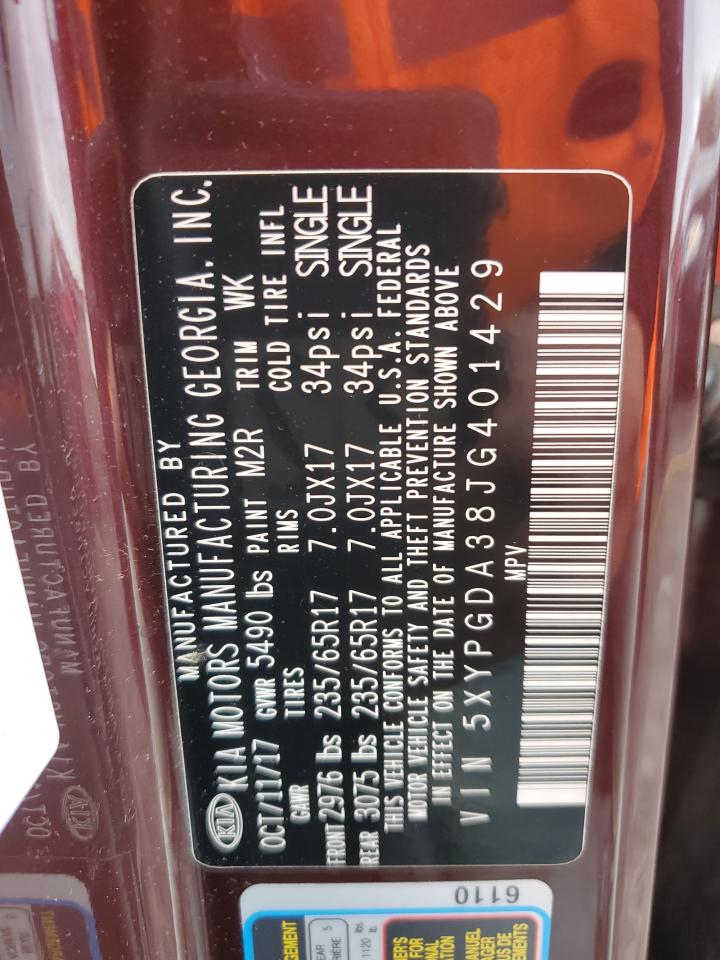 MANUFACTURED BY
KIA KIA MOTORS MANUFACTURING GEORGIA, INC.
OCT/11/17 GVWR 5490 lbs PAINT M2R TRIM WK
GAWR TIRES RIMS COLD TIRE INFL
FRONT 2976 lbs 235/65R17 7.0JX17 34psi SINGLE
REAR 3075 lbs 235/65R17 7.0JX17 34psi SINGLE
THIS VEHICLE CONFORMS TO ALL APPLICABLE U.S.A. FEDERAL
MOTOR VEHICLE SAFETY AND THEFT PREVENTION STANDARDS
IN EFFECT ON THE DATE OF MANUFACTURE SHOWN ABOVE
VIN 5XYPGDA38JG401429
MPV
6110